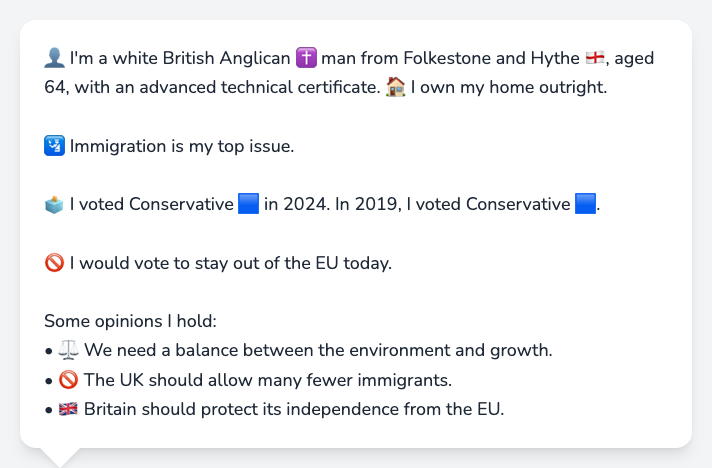 👤 I'm a white British Anglican ✝️ man from Folkestone and Hythe 🏴󠁧󠁢󠁥󠁮󠁧󠁿, aged
64, with an advanced technical certificate. 🏠 I own my home outright.
🛂 Immigration is my top issue.
🗳️ I voted Conservative 🟦 in 2024. In 2019, I voted Conservative 🟦.
🚫 I would vote to stay out of the EU today.
Some opinions I hold:
• ⚖️ We need a balance between the environment and growth.
• 🚫 The UK should allow many fewer immigrants.
• 🇬🇧 Britain should protect its independence from the EU.